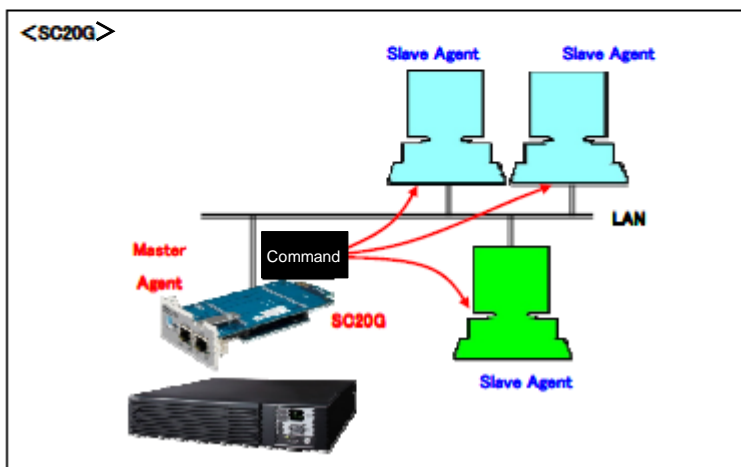 <SC20G>
Slave Agent
Slave Agent
LAN
Master
Agent
Command
SC20G
Slave Agent